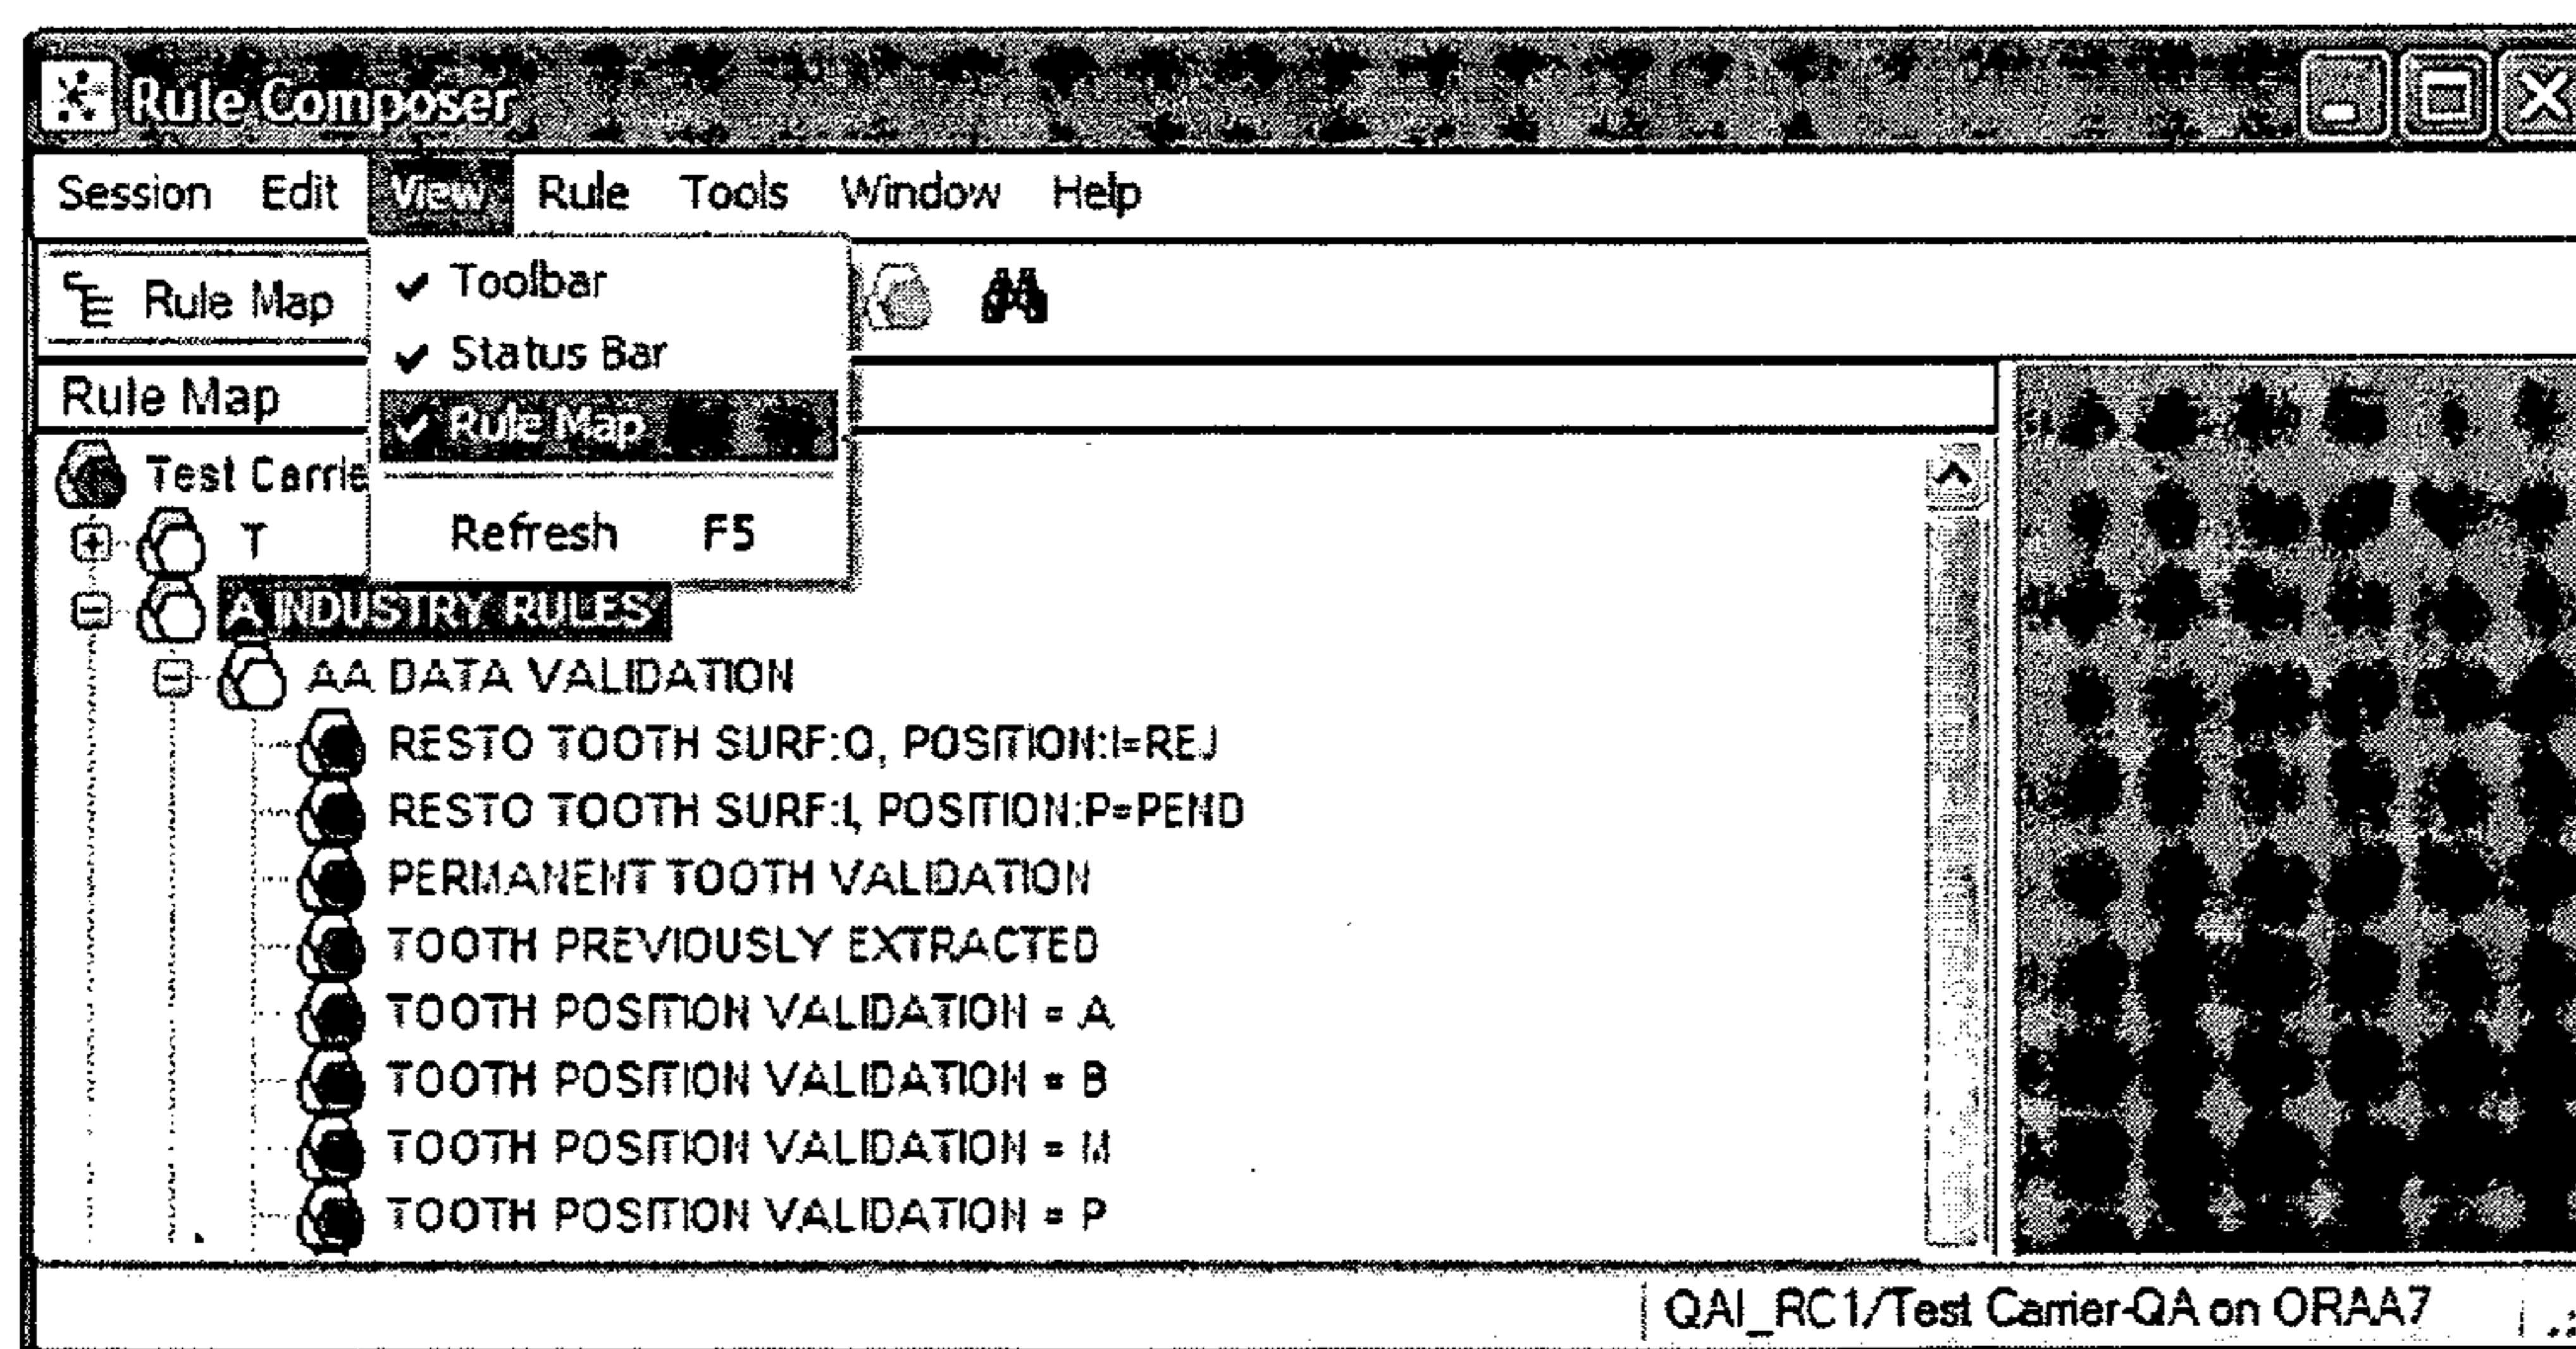 Rule Composer
Session Edit View Rule Tools Window Help
Rule Map
Toolbar
Status Bar
Rule Map
Refresh F5
Rule Map
Test Carrie
T
A INDUSTRY RULES
AA DATA VALIDATION
RESTO TOOTH SURF:O, POSITION:I=REJ
RESTO TOOTH SURF:I, POSITION:P=PEND
PERMANENT TOOTH VALIDATION
TOOTH PREVIOUSLY EXTRACTED
TOOTH POSITION VALIDATION = A
TOOTH POSITION VALIDATION = B
TOOTH POSITION VALIDATION = M
TOOTH POSITION VALIDATION = P
QAI_RC1/Test Carrier-QA on ORAA7